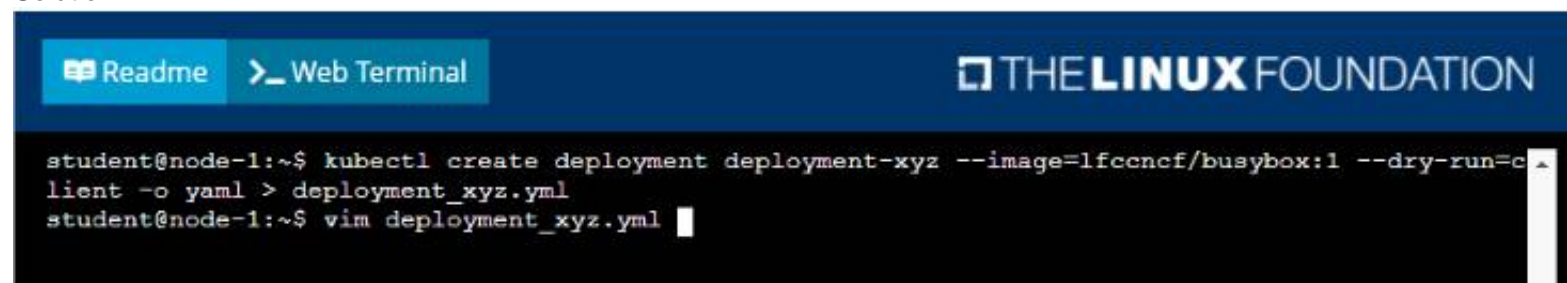 Readme >_ Web Terminal THE LINUX FOUNDATION
student@node-1:~$ kubectl create deployment deployment-xyz --image=lfccncf/busybox:1 --dry-run=c
lient -o yaml > deployment_xyz.yml
student@node-1:~$ vim deployment_xyz.yml